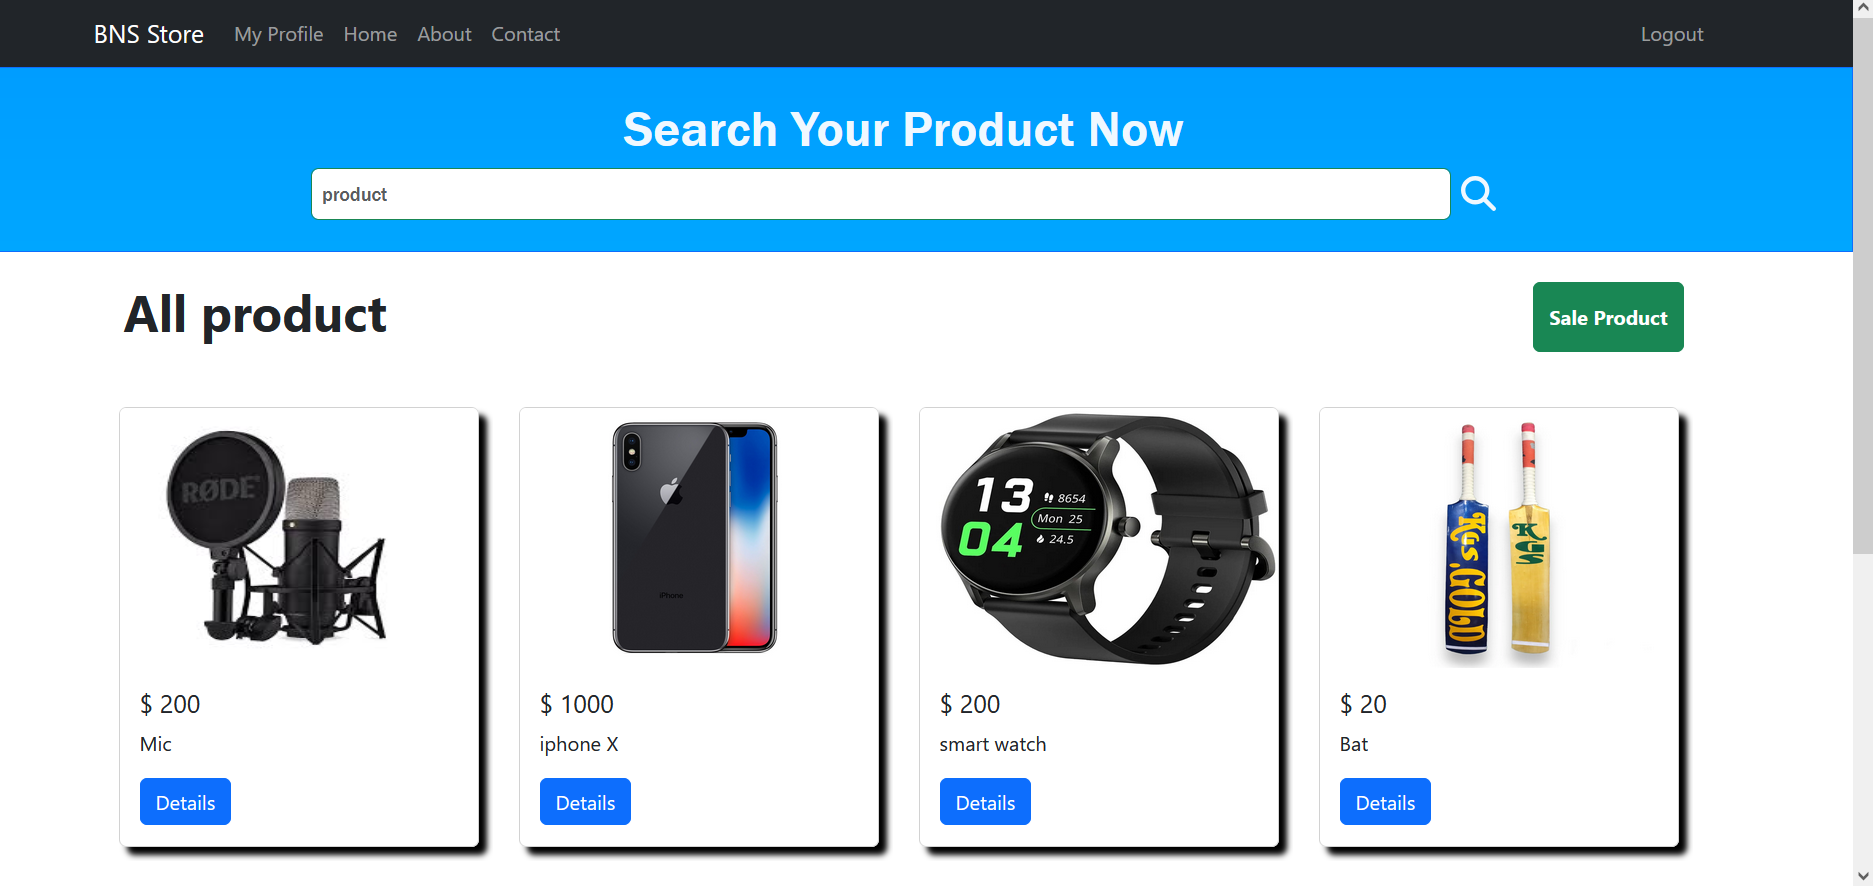 BNS Store My Profile Home About Contact Logout
Search Your Product Now
product
All product
Sale Product
RØDE
iPhone
13
04
8654
Mon 25
24.5
KGS.GOLD
KGS
$ 200
Mic
Details
$ 1000
iphone X
Details
$ 200
smart watch
Details
$ 20
Bat
Details